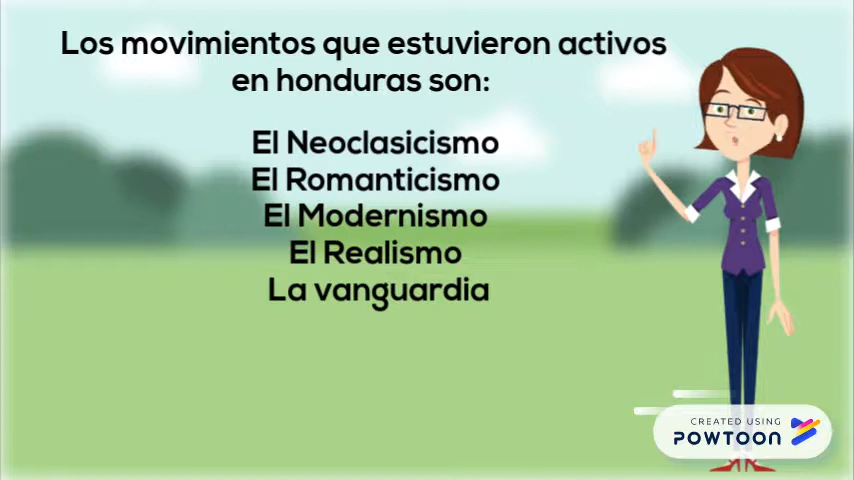 Los movimientos que estuvieron activos
en honduras son:
El Neoclasicismo
El Romanticismo
El Modernismo
El Realismo
La vanguardia
CREATED USING
POWTOON